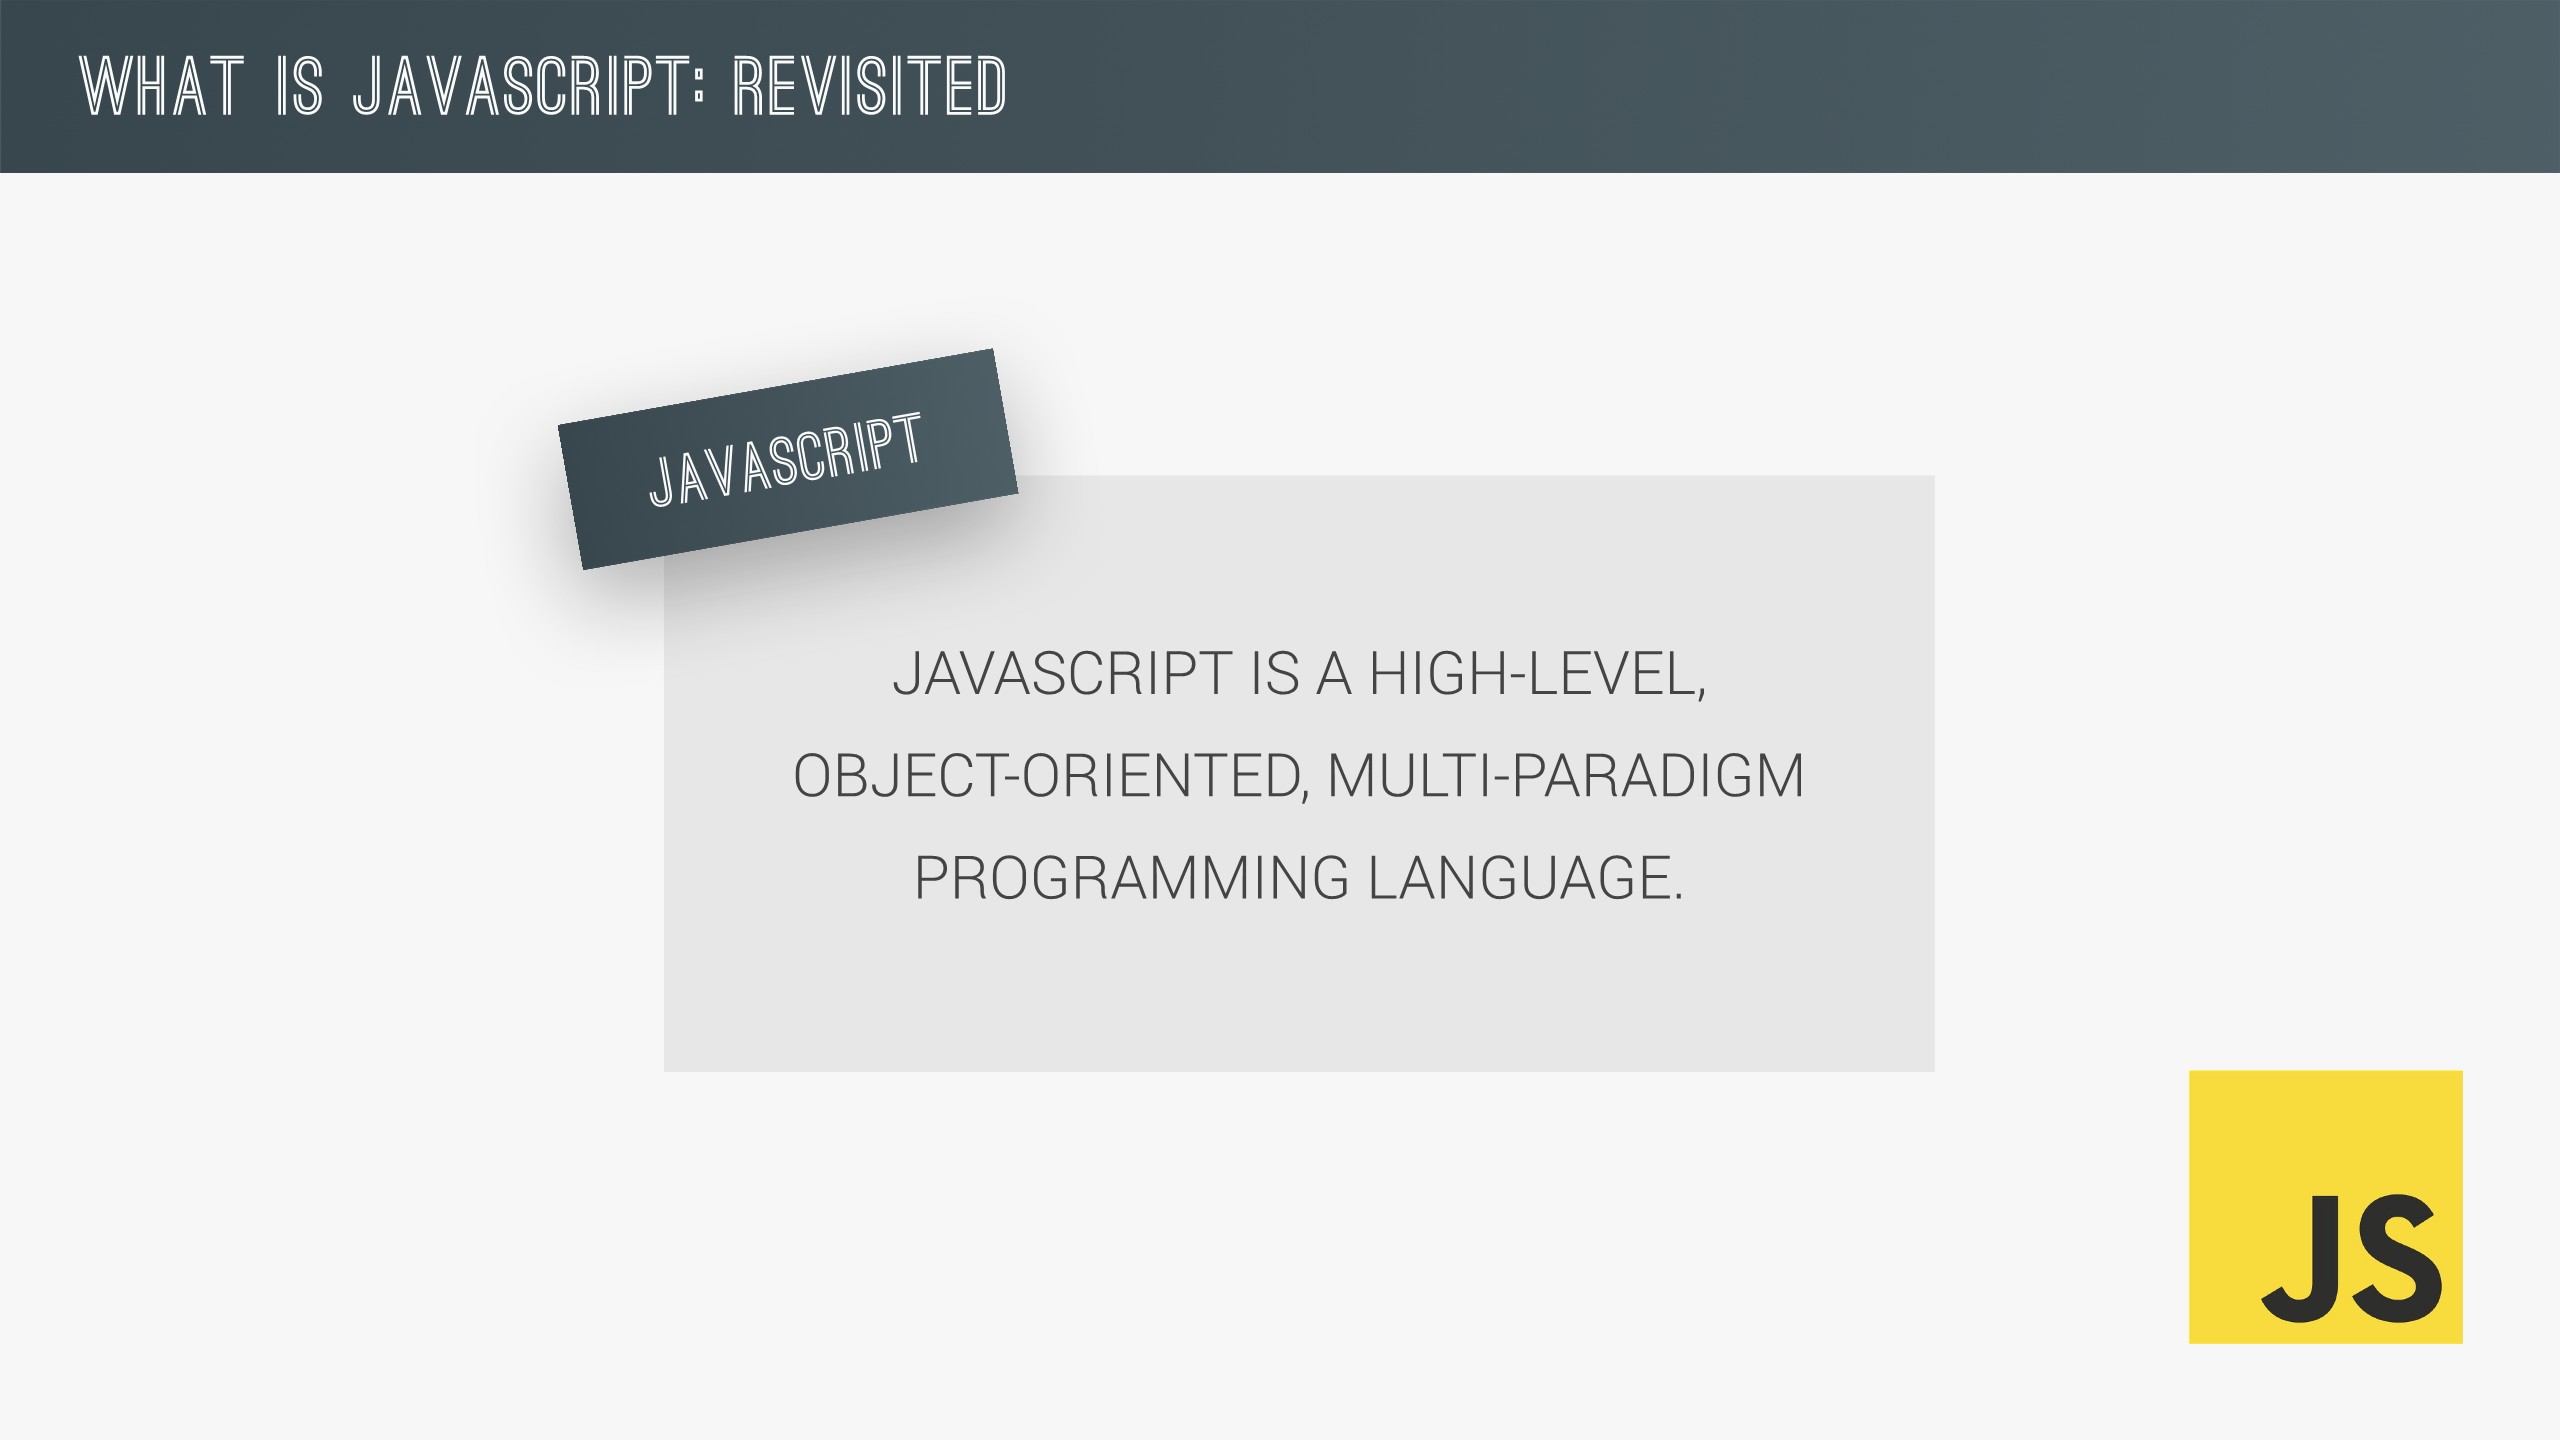 WHAT IS JAVASCRIPT: REVISITED
JAVASCRIPT
JAVASCRIPT IS A HIGH-LEVEL,
OBJECT-ORIENTED, MULTI-PARADIGM
PROGRAMMING LANGUAGE.
JS